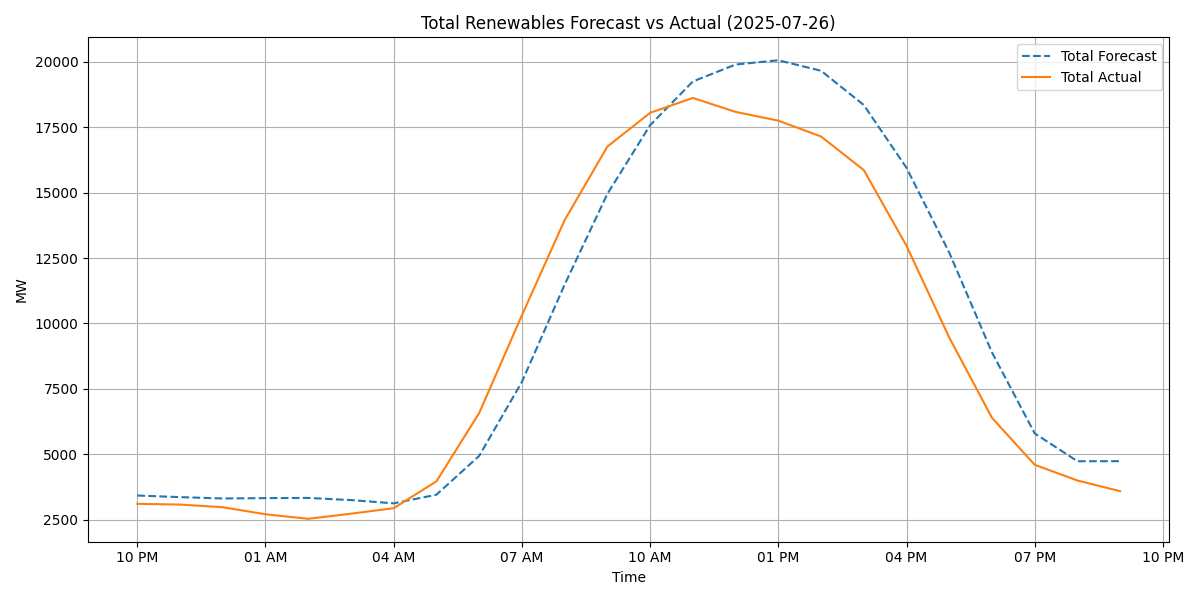 Total Renewables Forecast vs Actual (2025-07-26)
Total Forecast
Total Actual
MW
20000
17500
15000
12500
10000
7500
5000
2500
10 PM 01 AM 04 AM 07 AM 10 AM 01 PM 04 PM 07 PM 10 PM
Time